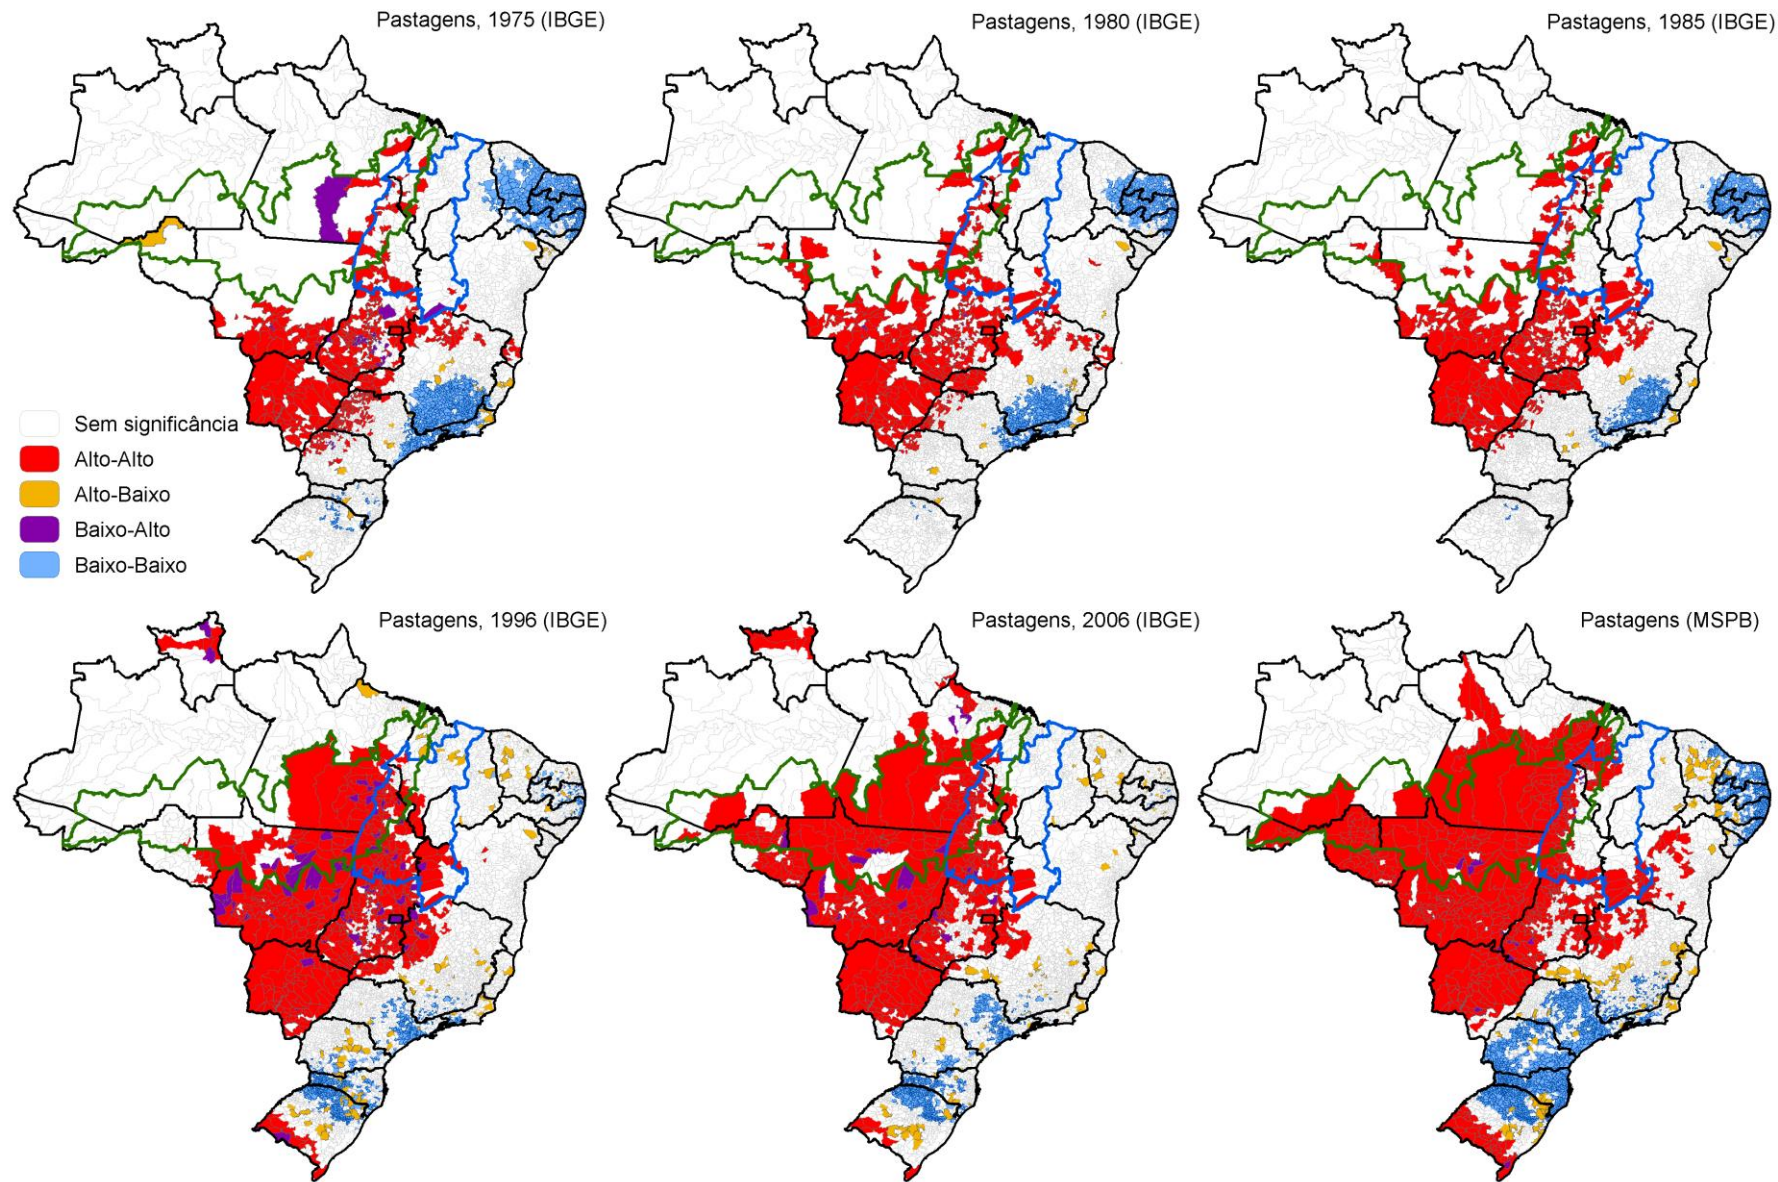 Pastagens, 1975 (IBGE)
Pastagens, 1980 (IBGE)
Pastagens, 1985 (IBGE)
Sem significância
Alto-Alto
Alto-Baixo
Baixo-Alto
Baixo-Baixo
Pastagens, 1996 (IBGE)
Pastagens, 2006 (IBGE)
Pastagens (MSPB)